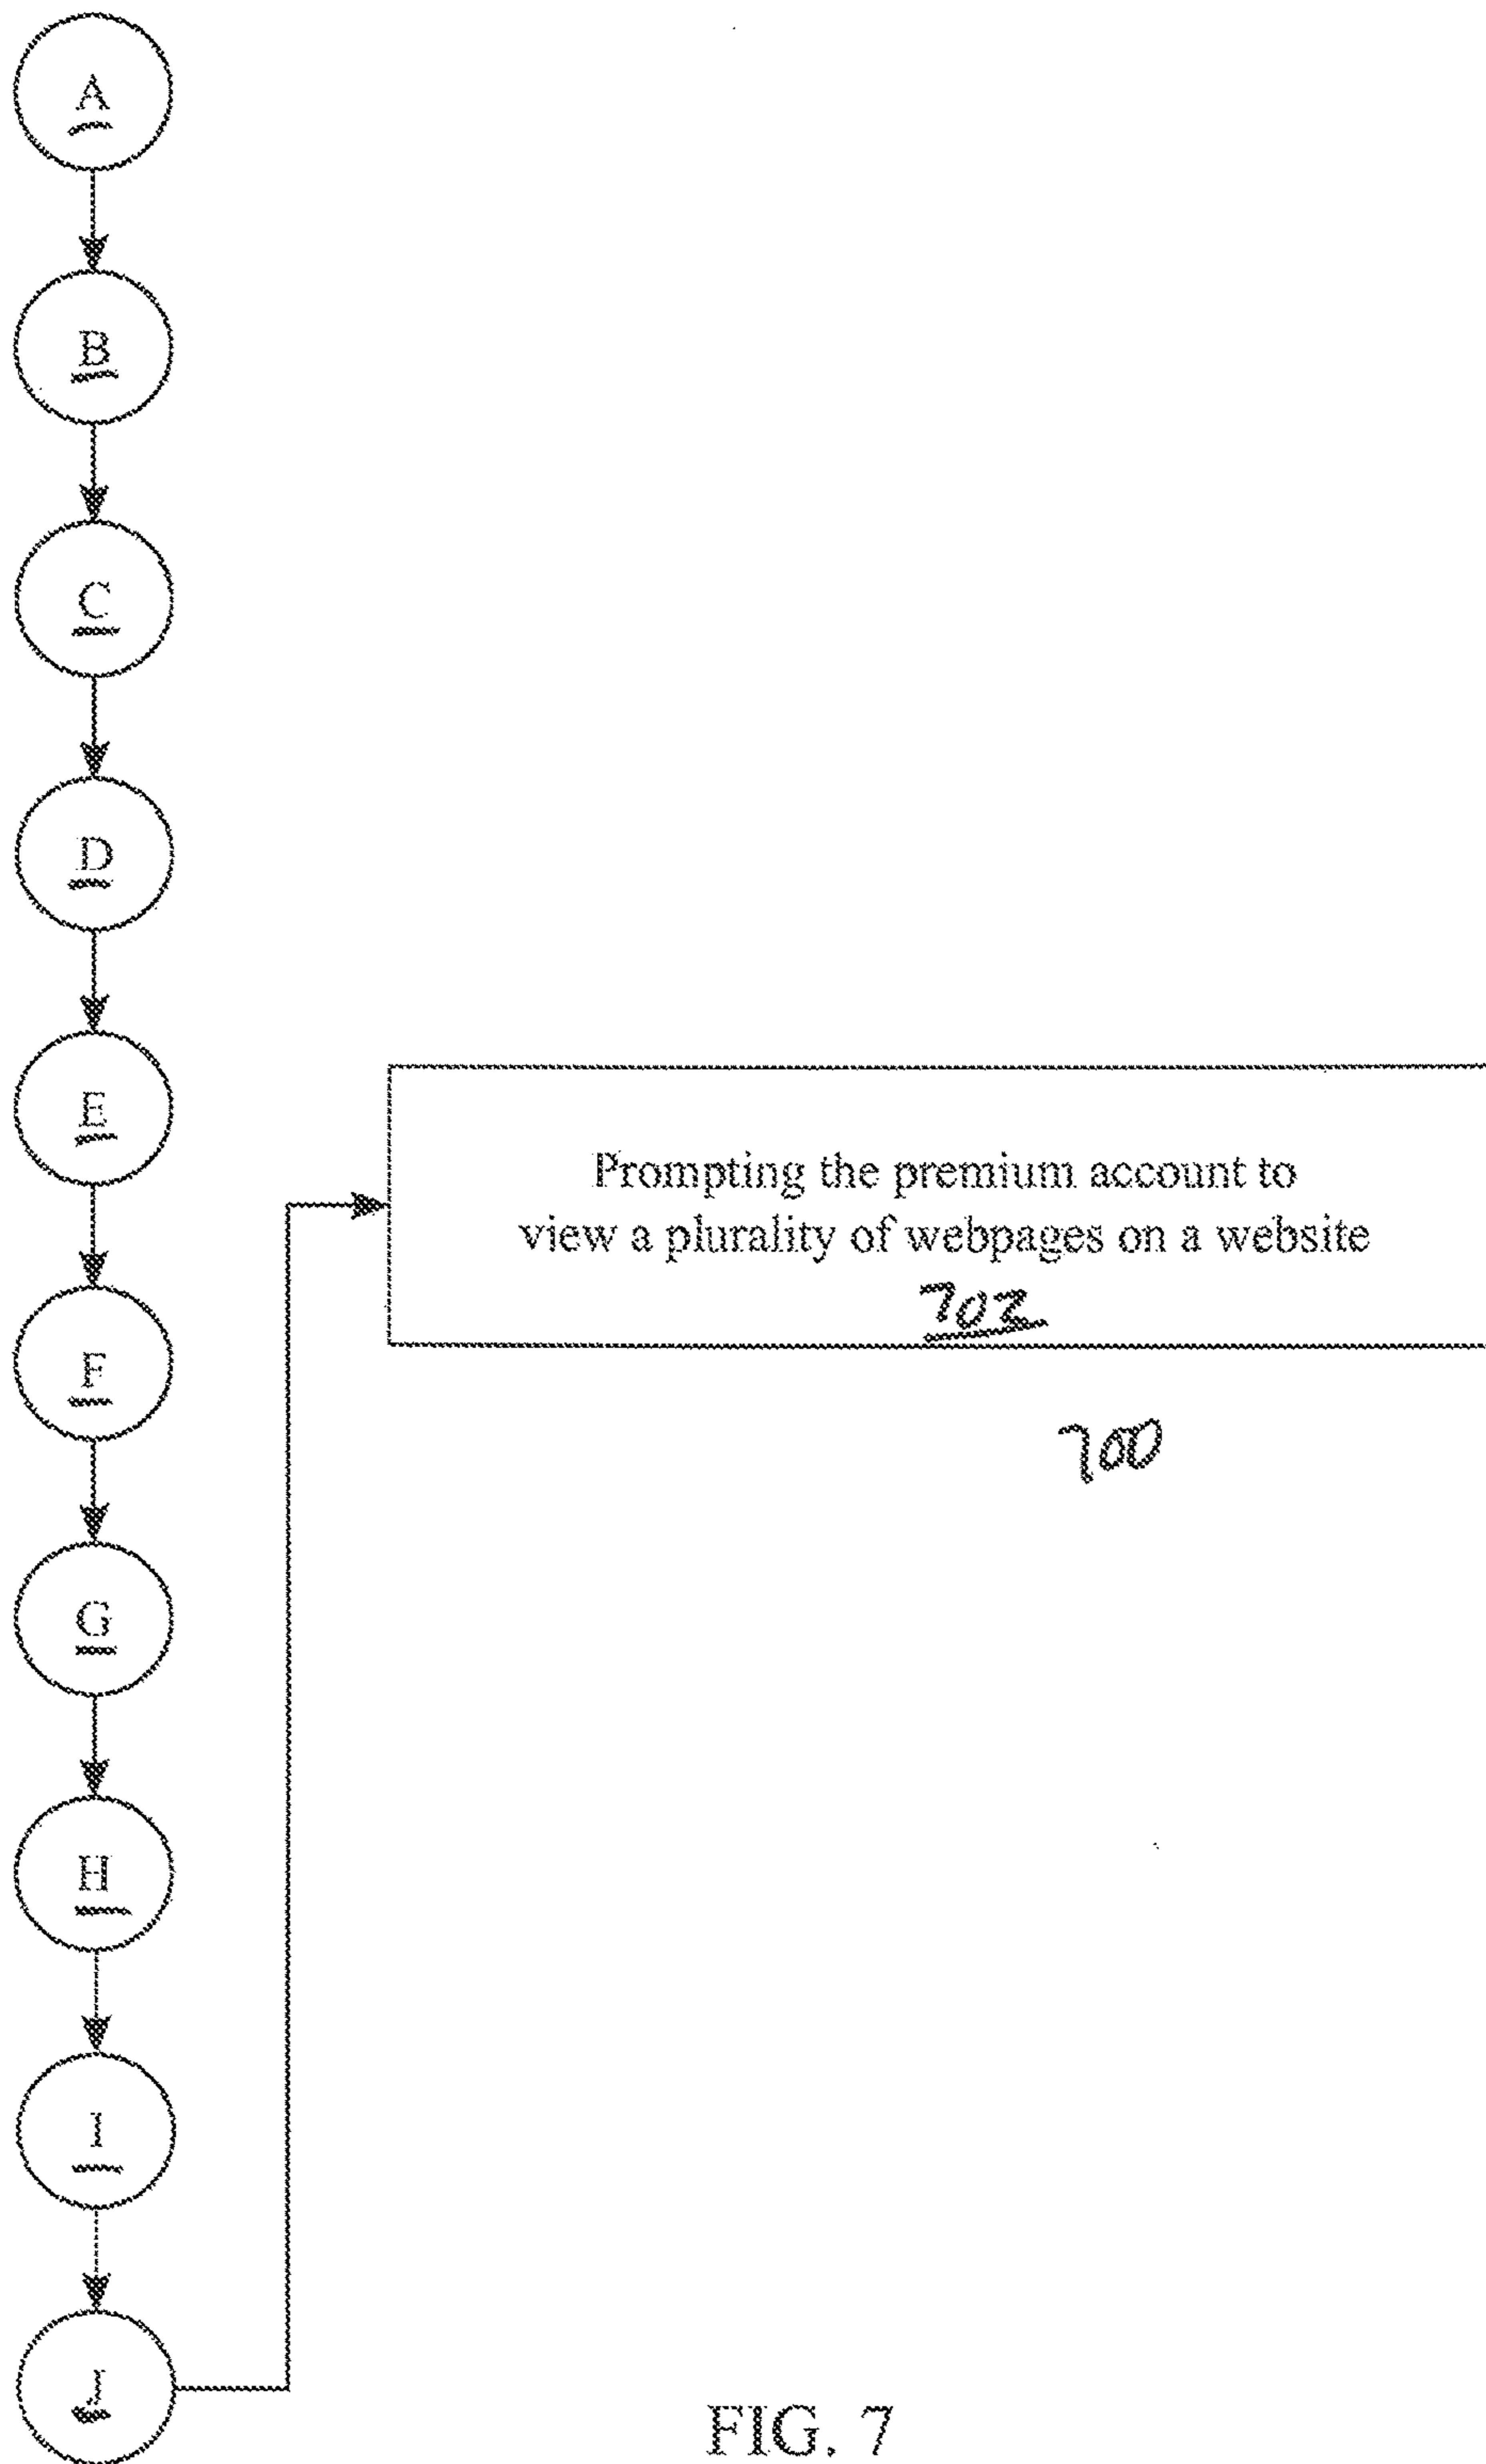 A
B
C
D
E
Prompting the premium account to
view a plurality of webpages on a website
702
700
F
G
H
I
J
FIG. 7